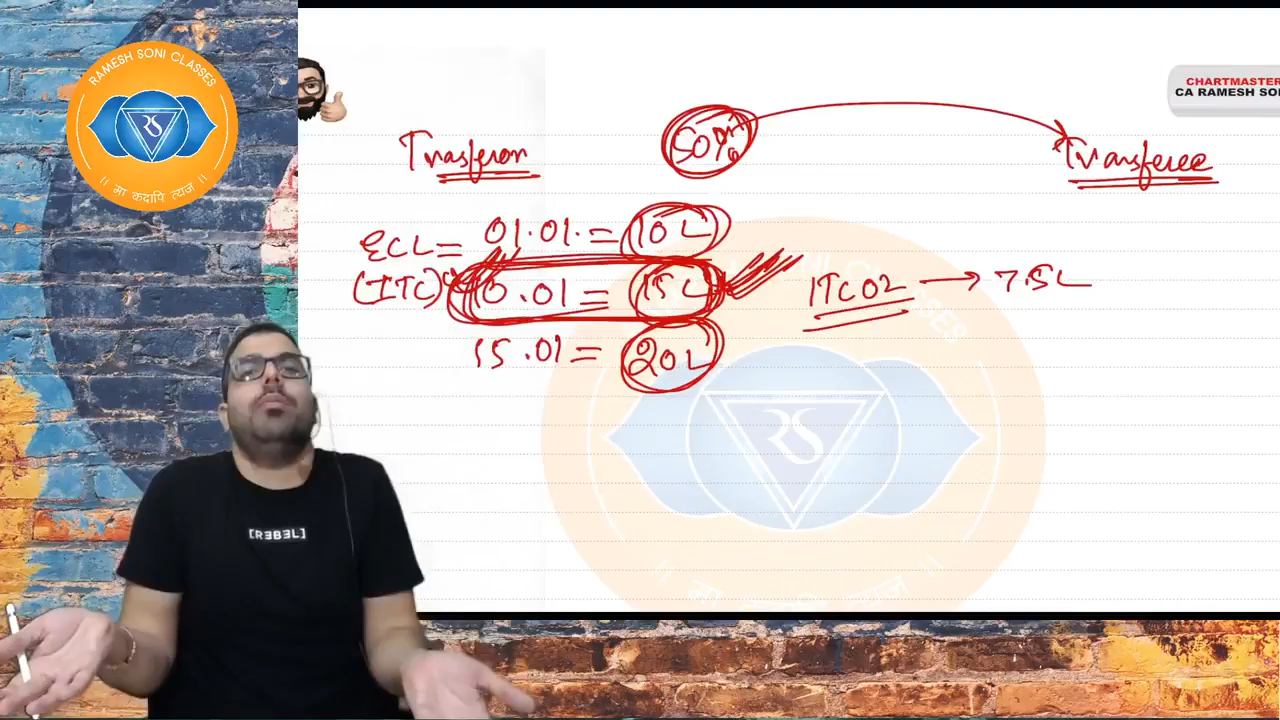 RAMESH SONI CLASSES
RS
।। मा कदापि त्यज ।।
CHARTMASTER
CA RAMESH SO
Trasferor
50%
Transferee
ECL = 01.01. = 10L
(ITC)
10.01 = 15L
ITC02 → 7.5L
15.01 = 20L
[REBEL]